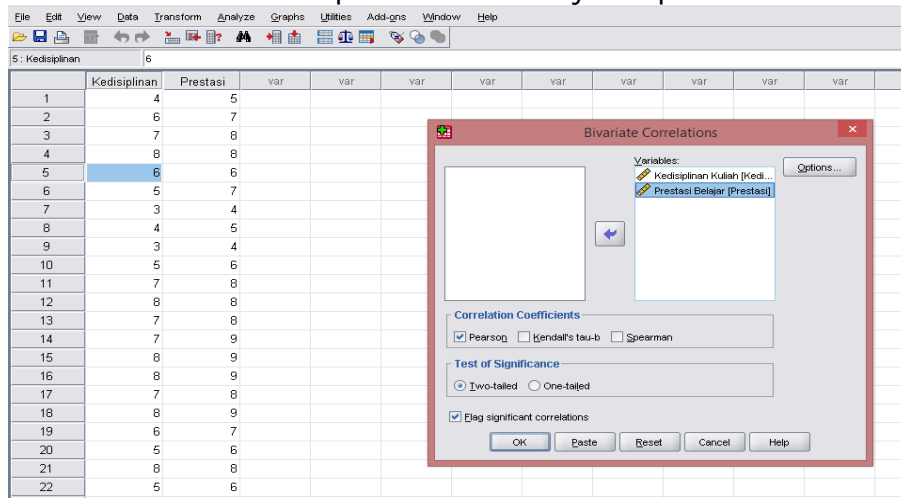 File Edit View Data Transform Analyze Graphs Utilities Add-ons Window Help
5 : Kedisiplinan 6
Kedisiplinan Prestasi var var var var var var var var
1 4 5
2 6 7
3 7 8
4 8 8
5 6 6
6 5 7
7 3 4
8 4 5
9 3 4
10 5 6
11 7 8
12 8 8
13 7 8
14 7 9
15 8 9
16 8 9
17 7 8
18 8 9
19 6 7
20 5 6
21 8 8
22 5 6
Bivariate Correlations
Variables:
Kedisiplinan Kuliah [Kedi...
Prestasi Belajar [Prestasi]
Options...
Correlation Coefficients
Pearson Kendall's tau-b Spearman
Test of Significance
Two-tailed One-tailed
Flag significant correlations
OK Paste Reset Cancel Help